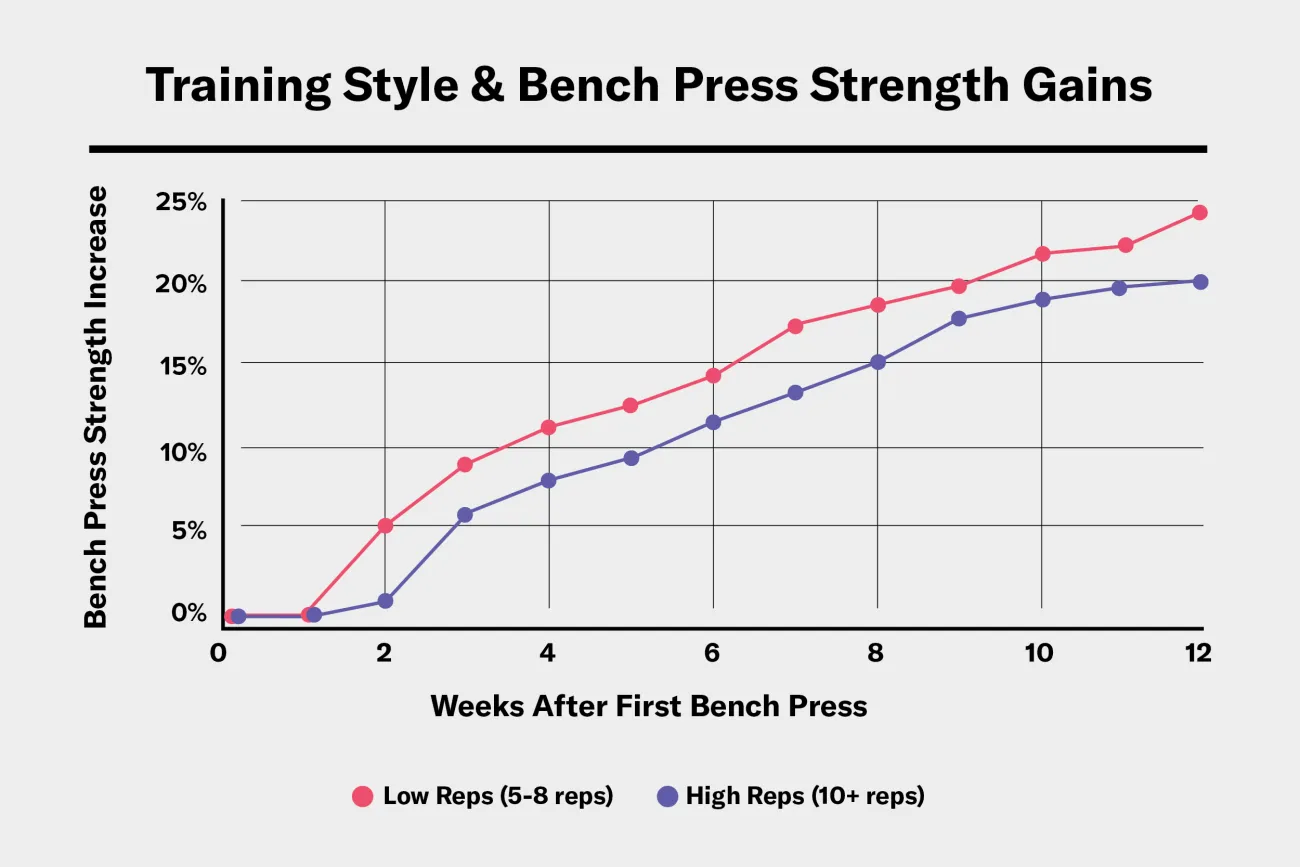 Training Style & Bench Press Strength Gains
Bench Press Strength Increase
25%
20%
15%
10%
5%
0%
0 2 4 6 8 10 12
Weeks After First Bench Press
Low Reps (5-8 reps) High Reps (10+ reps)